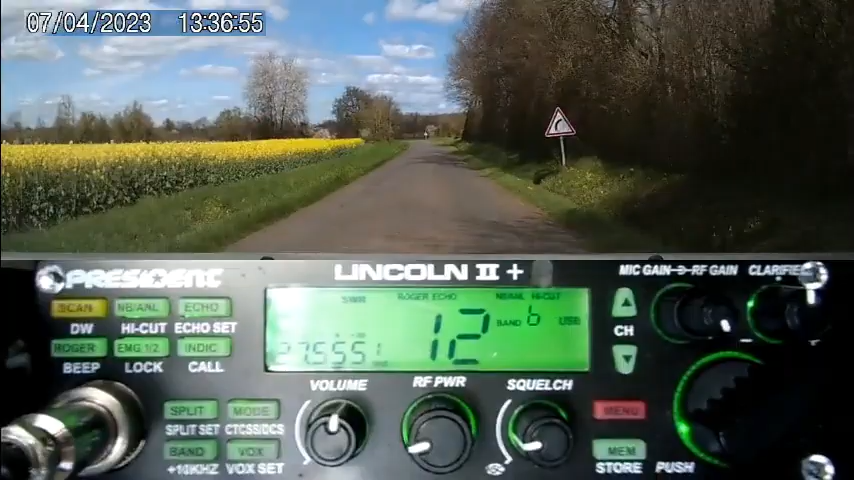 07/04/2023 13:36:55
PRESIDENT LINCOLN II + MIC GAIN RF GAIN CLARIFIER
SCAN NB/ANL ECHO
DW HI-CUT ECHO SET
ROGER EMG 1/2 INDIC
BEEP LOCK CALL
ROGER ECHO NB/ANL HI-CUT
12 BAND b USB
27.555
CH
VOLUME RF PWR SQUELCH
SPLIT MODE
SPLIT SET CTCSS/DCS
BAND VOX
+10KHZ VOX SET
MENU
MEM
STORE PUSH